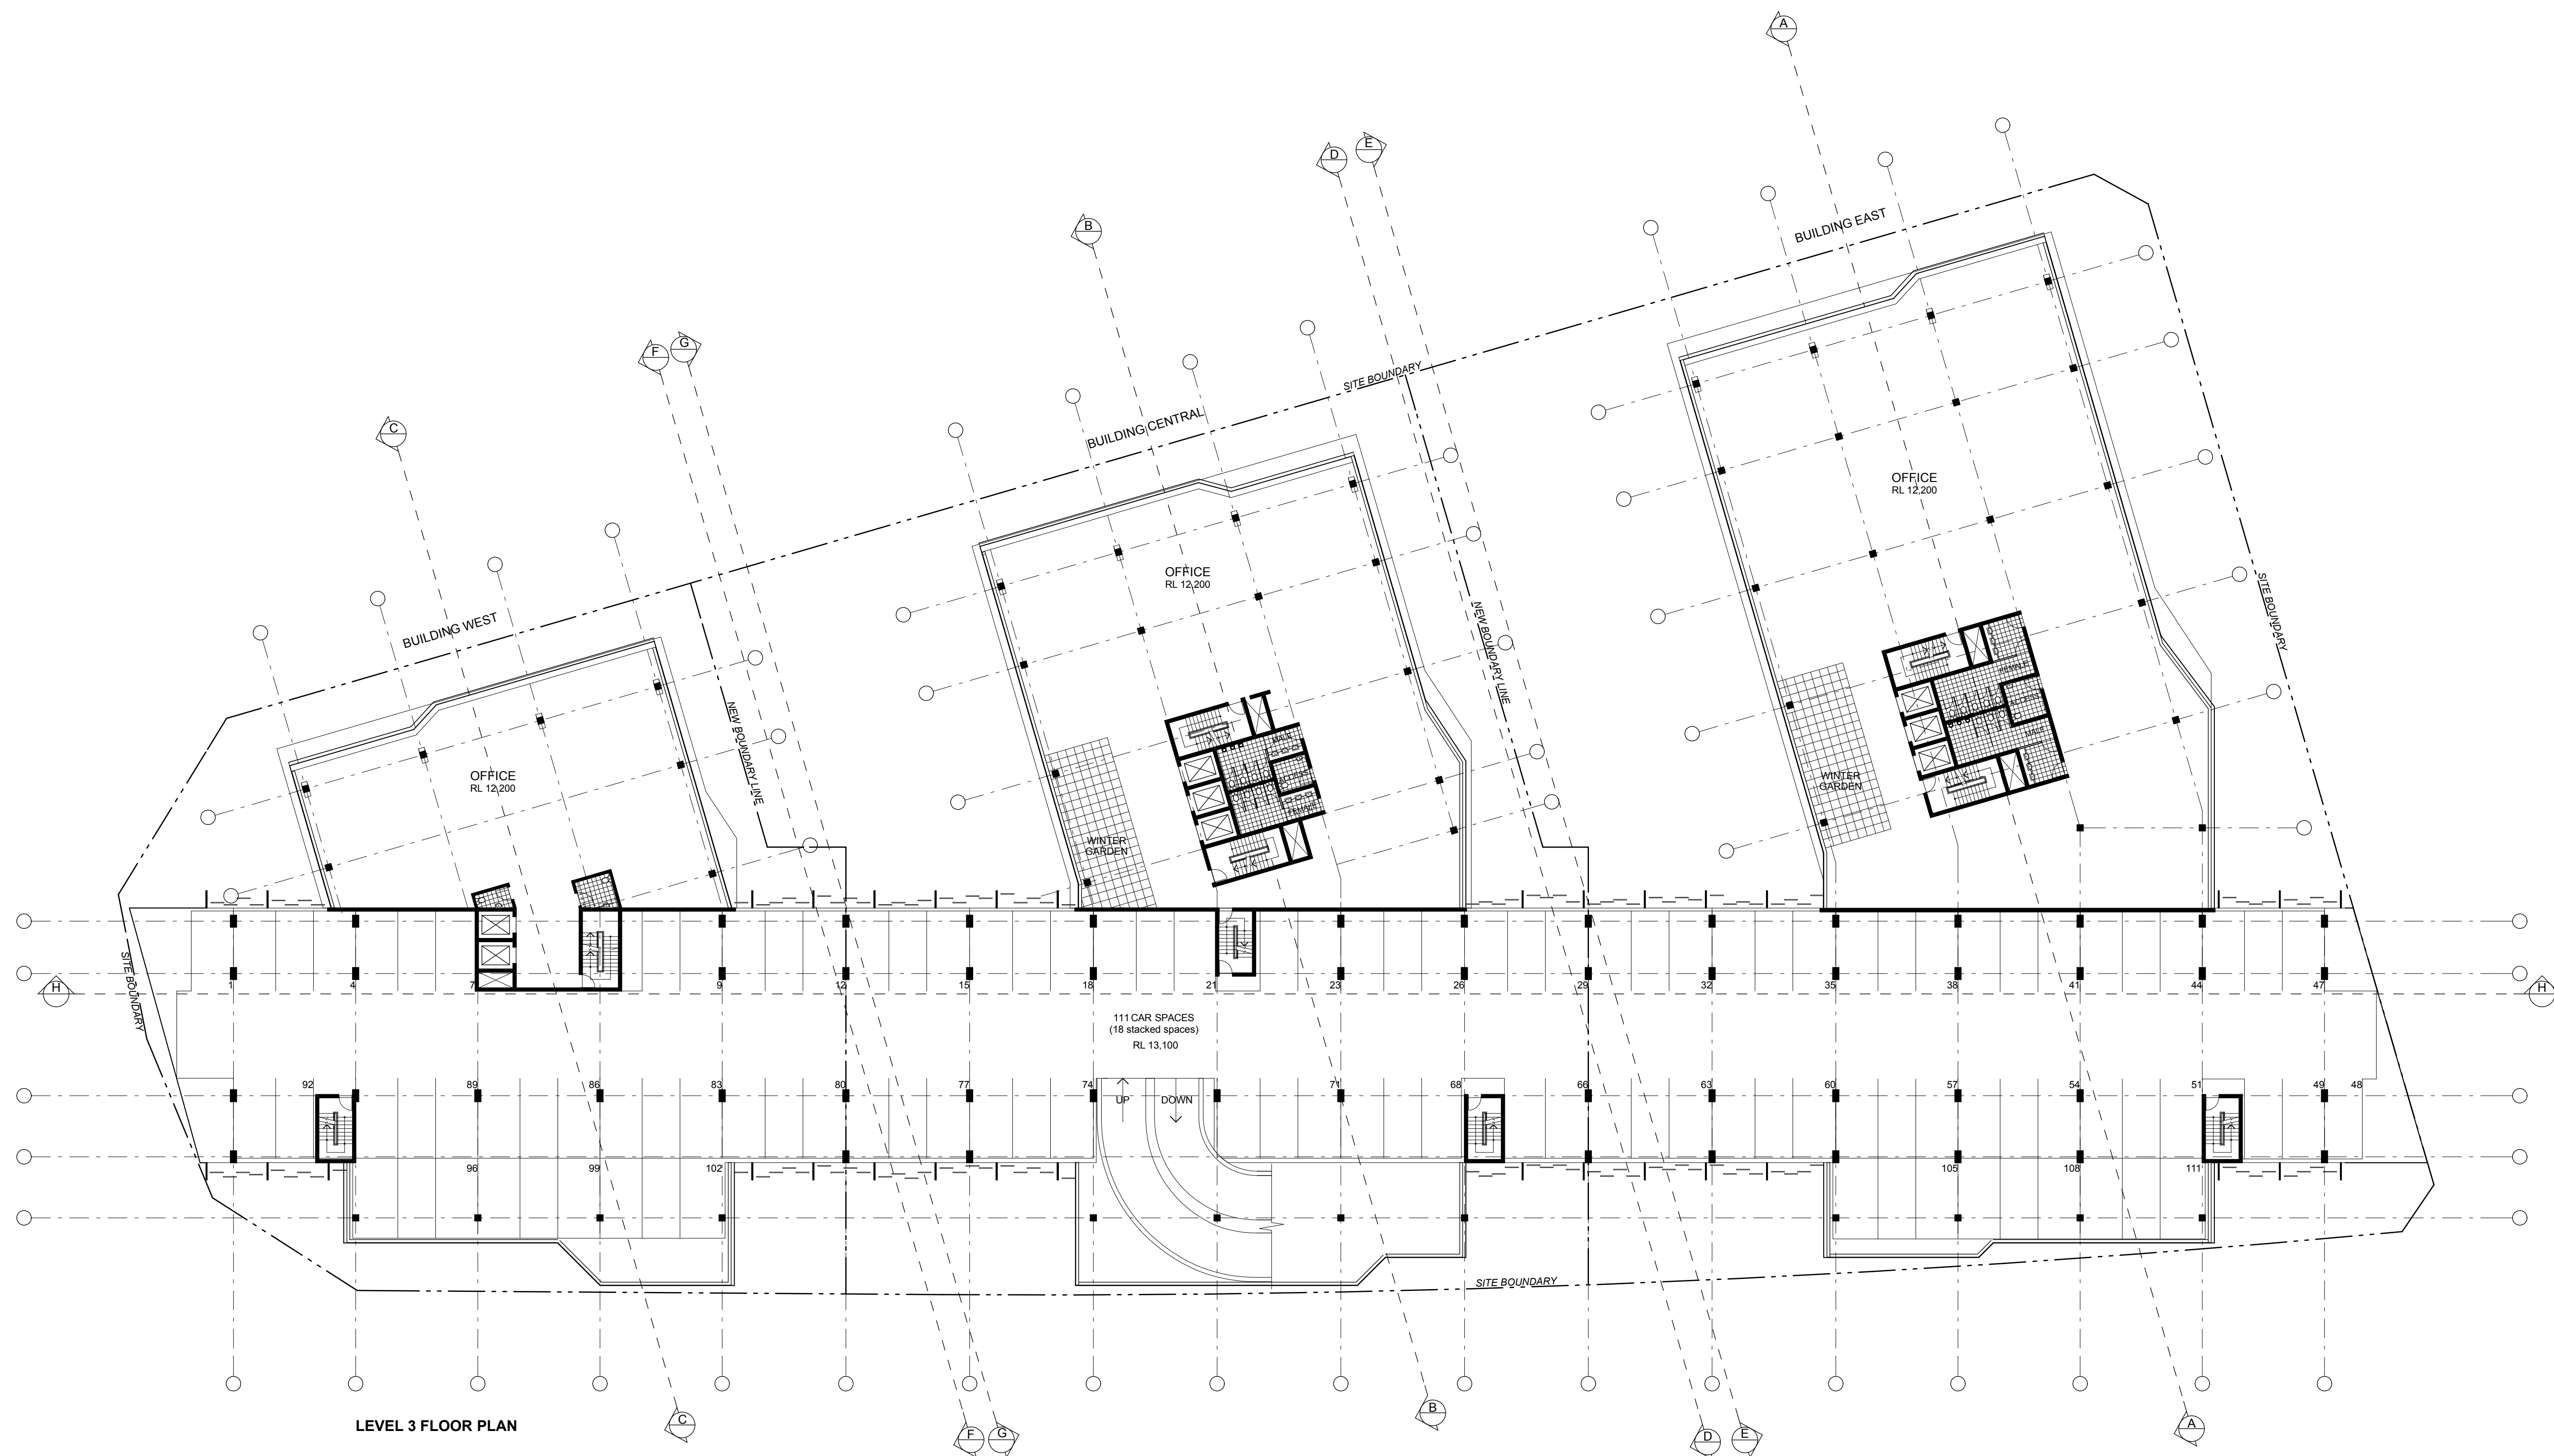 A
D
E
B
F
G
C
BUILDING EAST
BUILDING CENTRAL
BUILDING WEST
SITE BOUNDARY
OFFICE
RL 12,200
OFFICE
RL 12,200
OFFICE
RL 12,200
NEW BOUNDARY LINE
NEW BOUNDARY LINE
SITE BOUNDARY
FEMALE
MALE
WINTER
GARDEN
MALE
FEMALE
WINTER
GARDEN
SITE BOUNDARY
H
1
4
7
9
12
15
18
21
23
26
29
32
35
38
41
44
47
H
111 CAR SPACES
(18 stacked spaces)
RL 13,100
92
89
86
83
80
77
74
71
68
66
63
60
57
54
51
49
48
UP
DOWN
96
99
102
105
108
111
SITE BOUNDARY
LEVEL 3 FLOOR PLAN
C
F
G
B
D
E
A